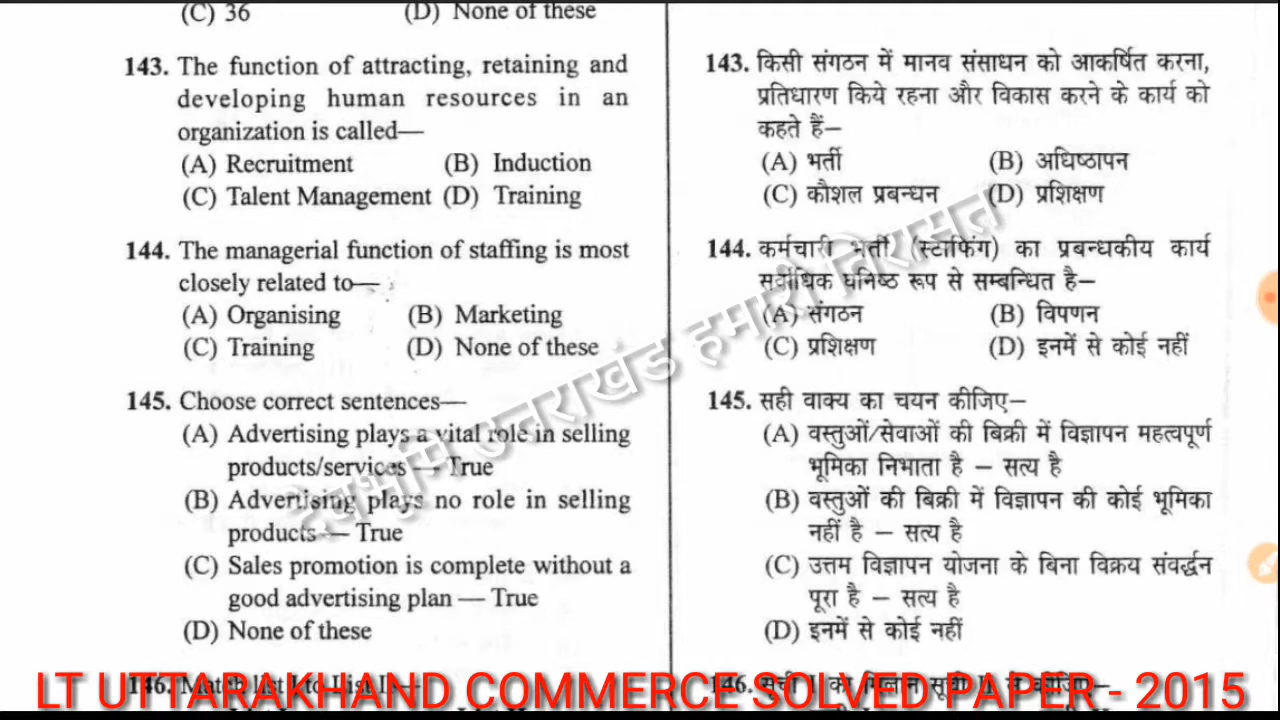 (C) 36 (D) None of these
143. The function of attracting, retaining and
developing human resources in an
organization is called—
(A) Recruitment (B) Induction
(C) Talent Management (D) Training
144. The managerial function of staffing is most
closely related to—
(A) Organising (B) Marketing
(C) Training (D) None of these
145. Choose correct sentences—
(A) Advertising plays a vital role in selling
products/services — True
(B) Advertising plays no role in selling
products — True
(C) Sales promotion is complete without a
good advertising plan — True
(D) None of these
143. किसी संगठन में मानव संसाधन को आकर्षित करना,
प्रतिधारण किये रहना और विकास करने के कार्य को
कहते हैं–
(A) भर्ती (B) अधिष्ठापन
(C) कौशल प्रबन्धन (D) प्रशिक्षण
144. कर्मचारी भर्ती (स्टाफिंग) का प्रबन्धकीय कार्य
सर्वाधिक घनिष्ठ रूप से सम्बन्धित है–
(A) संगठन (B) विपणन
(C) प्रशिक्षण (D) इनमें से कोई नहीं
145. सही वाक्य का चयन कीजिए–
(A) वस्तुओं/सेवाओं की बिक्री में विज्ञापन महत्वपूर्ण
भूमिका निभाता है – सत्य है
(B) वस्तुओं की बिक्री में विज्ञापन की कोई भूमिका
नहीं है – सत्य है
(C) उत्तम विज्ञापन योजना के बिना विक्रय संवर्द्धन
पूरा है – सत्य है
(D) इनमें से कोई नहीं
देवभूमि उत्तराखंड हमारी विरासत
LT UTTARAKHAND COMMERCE SOLVED PAPER - 2015